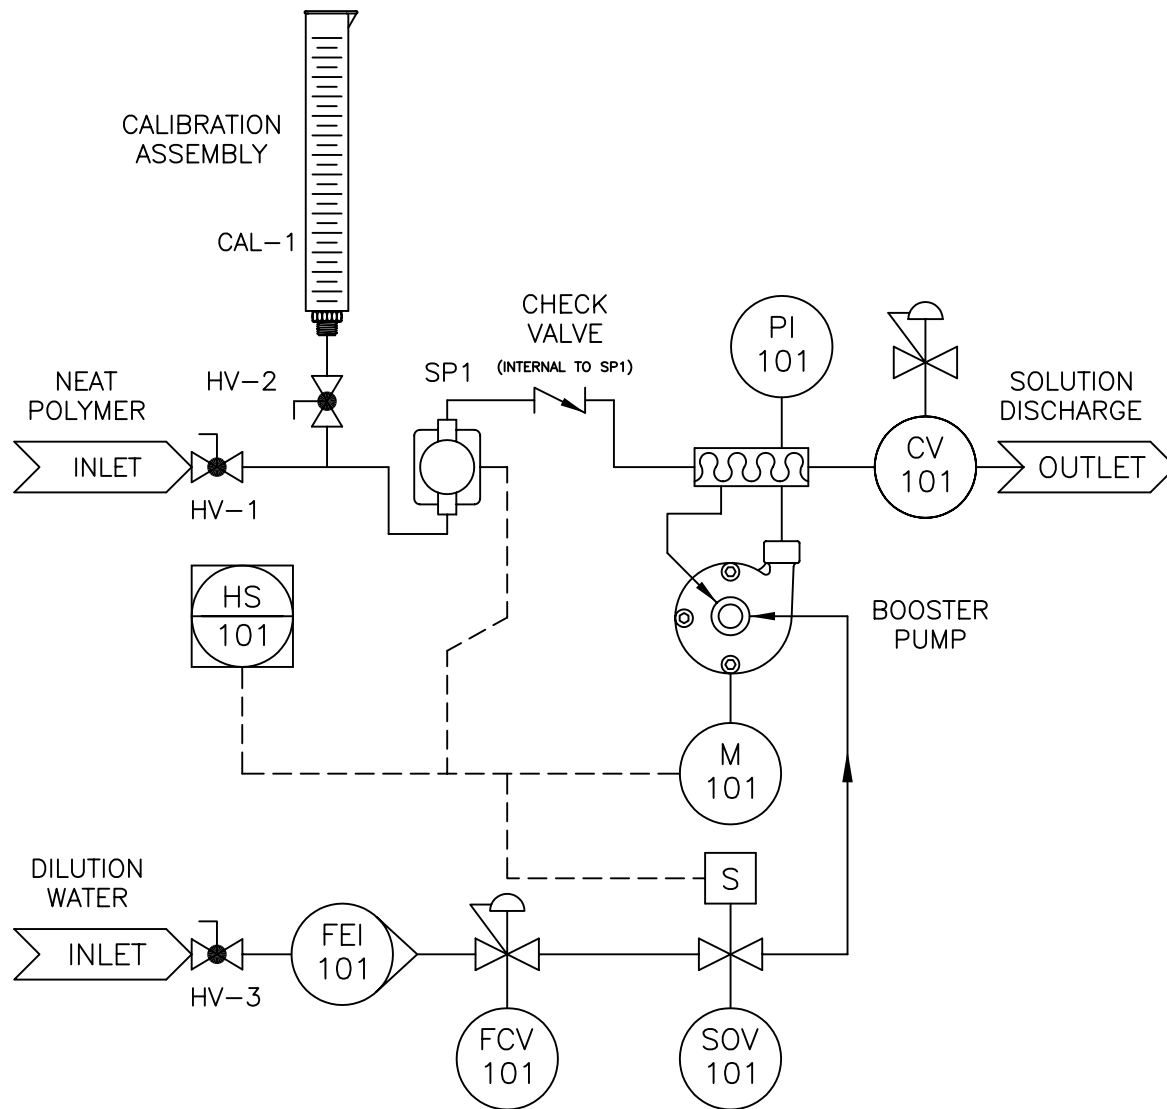 CALIBRATION
ASSEMBLY
CAL-1
CHECK
VALVE
(INTERNAL TO SP1)
PI
101
NEAT
POLYMER
HV-2
SP1
SOLUTION
DISCHARGE
INLET
CV
101
OUTLET
HV-1
HS
101
BOOSTER
PUMP
M
101
DILUTION
WATER
S
INLET
FEI
101
HV-3
FCV
101
SOV
101